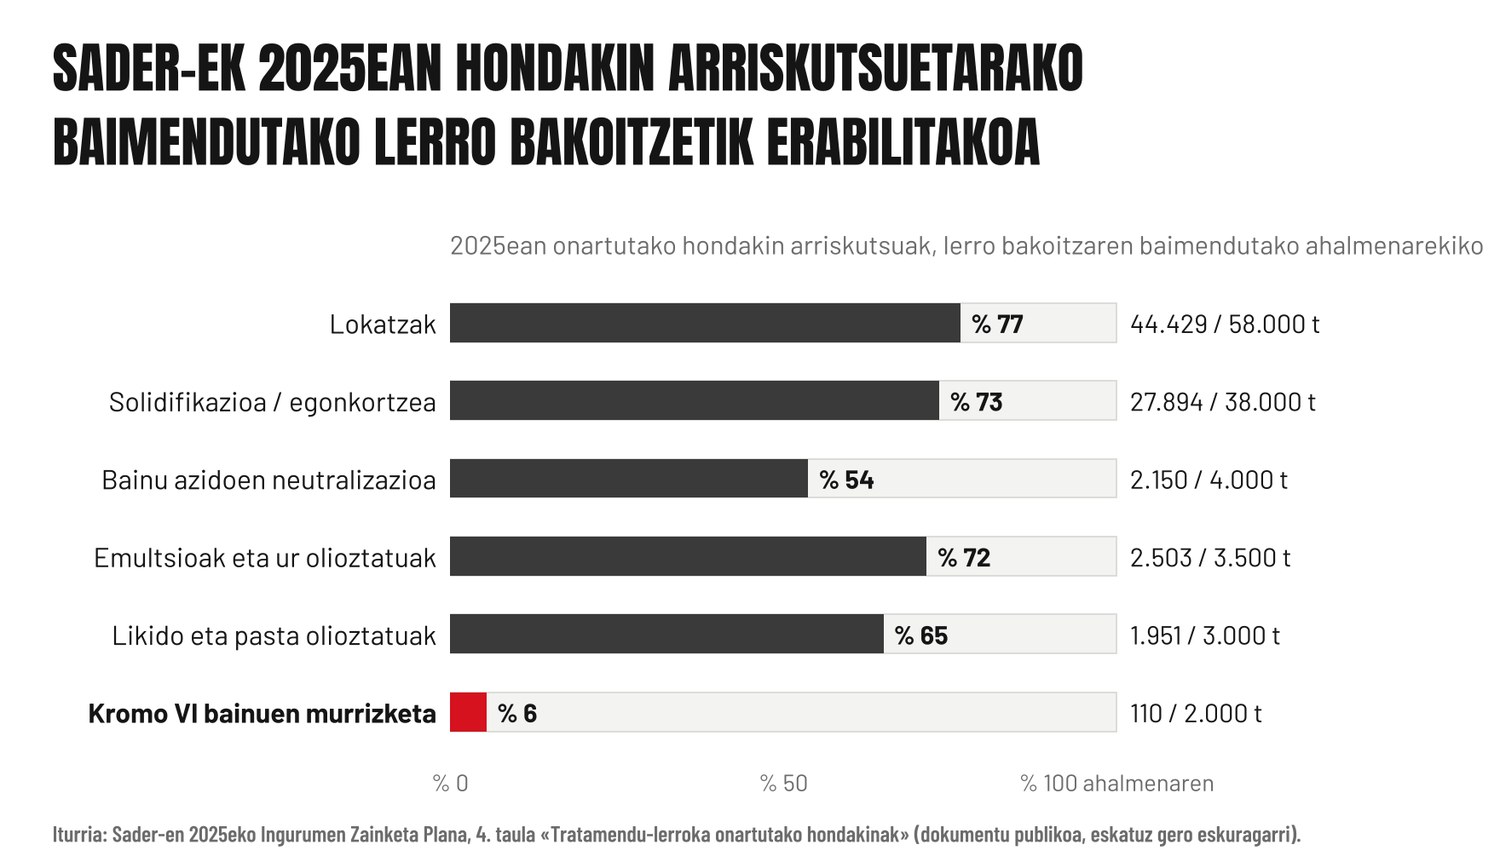 SADER-EK 2025EAN HONDAKIN ARRISKUTSUETARAKO
BAIMENDUTAKO LERRO BAKOITZETIK ERABILITAKOA
2025ean onartutako hondakin arriskutsuak, lerro bakoitzaren baimendutako ahalmenarekiko
Lokatzak % 77 44.429 / 58.000 t
Solidifikazioa / egonkortzea % 73 27.894 / 38.000 t
Bainu azidoen neutralizazioa % 54 2.150 / 4.000 t
Emultsioak eta ur olioztatuak % 72 2.503 / 3.500 t
Likido eta pasta olioztatuak % 65 1.951 / 3.000 t
Kromo VI bainuen murrizketa % 6 110 / 2.000 t
% 0 % 50 % 100 ahalmenaren
Iturria: Sader-en 2025eko Ingurumen Zainketa Plana, 4. taula «Tratamendu-lerroka onartutako hondakinak» (dokumentu publikoa, eskatuz gero eskuragarri).